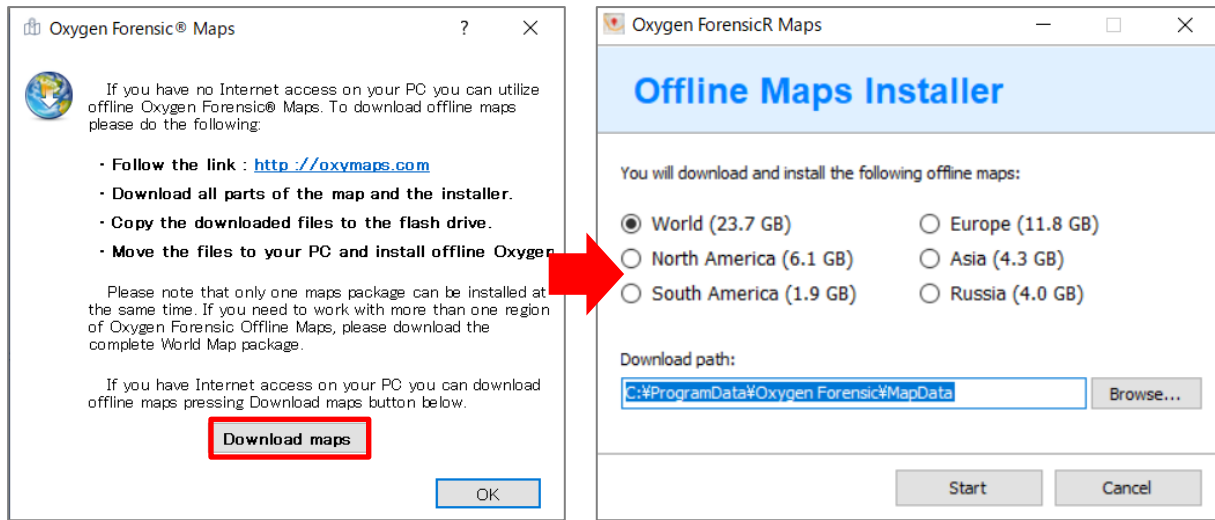 Oxygen Forensic® Maps
If you have no Internet access on your PC you can utilize
offline Oxygen Forensic® Maps. To download offline maps
please do the following:
・Follow the link : http ://oxymaps.com
・Download all parts of the map and the installer.
・Copy the downloaded files to the flash drive.
・Move the files to your PC and install offline Oxygen
Please note that only one maps package can be installed at
the same time. If you need to work with more than one region
of Oxygen Forensic Offline Maps, please download the
complete World Map package.
If you have Internet access on your PC you can download
offline maps pressing Download maps button below.
Download maps
OK
Oxygen ForensicR Maps
Offline Maps Installer
You will download and install the following offline maps:
World (23.7 GB)
Europe (11.8 GB)
North America (6.1 GB)
Asia (4.3 GB)
South America (1.9 GB)
Russia (4.0 GB)
Download path:
C:¥ProgramData¥Oxygen Forensic¥MapData
Browse...
Start
Cancel